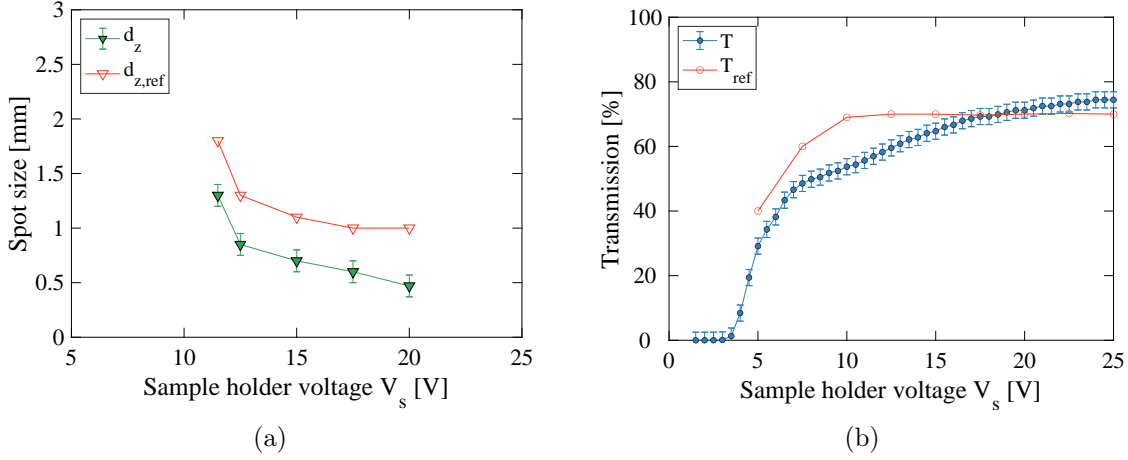 3
2.5
2
1.5
1
0.5
0
5
10
15
20
25
Spot size [mm]
Sample holder voltage V_s [V]
d_z
d_z,ref
(a)
100
80
60
40
20
0
0
5
10
15
20
25
Transmission [%]
Sample holder voltage V_s [V]
T
T_ref
(b)